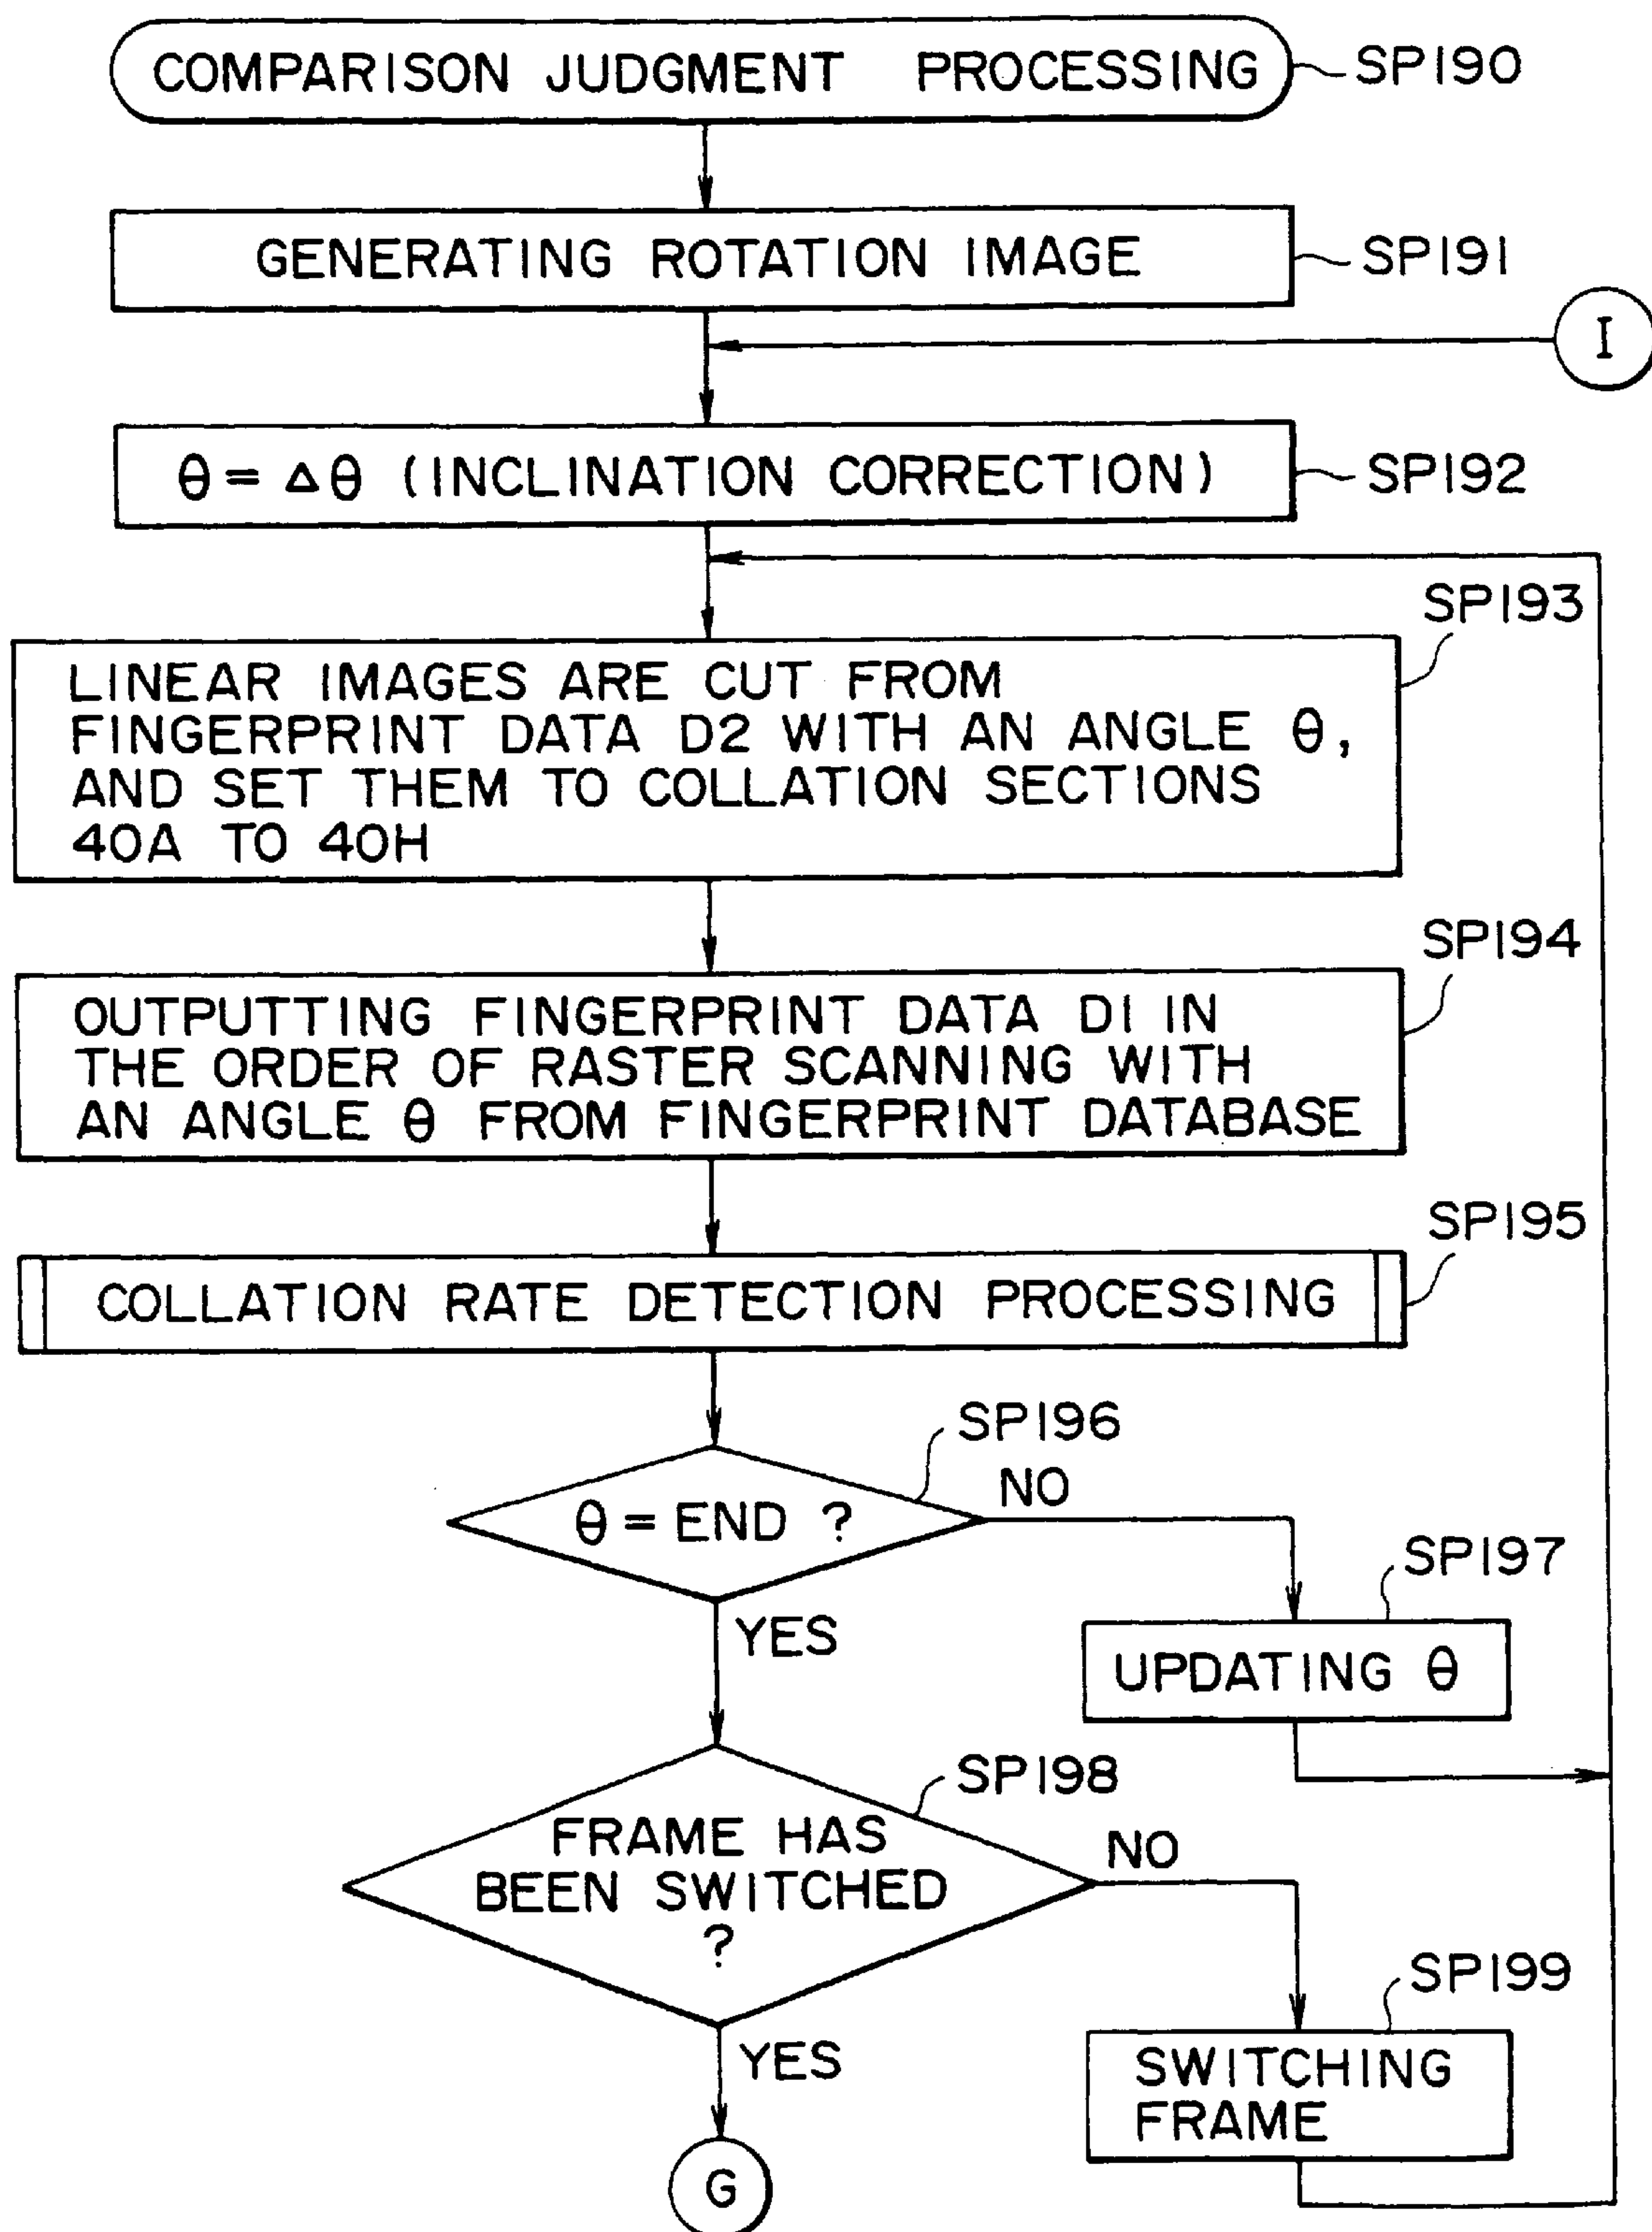 COMPARISON JUDGMENT PROCESSING
SP190
GENERATING ROTATION IMAGE
SP191
I
θ = Δθ (INCLINATION CORRECTION)
SP192
SP193
LINEAR IMAGES ARE CUT FROM
FINGERPRINT DATA D2 WITH AN ANGLE θ,
AND SET THEM TO COLLATION SECTIONS
40A TO 40H
SP194
OUTPUTTING FINGERPRINT DATA D1 IN
THE ORDER OF RASTER SCANNING WITH
AN ANGLE θ FROM FINGERPRINT DATABASE
SP195
COLLATION RATE DETECTION PROCESSING
SP196
θ = END ?
NO
YES
SP197
UPDATING θ
SP198
FRAME HAS
BEEN SWITCHED
?
NO
YES
SP199
SWITCHING
FRAME
G